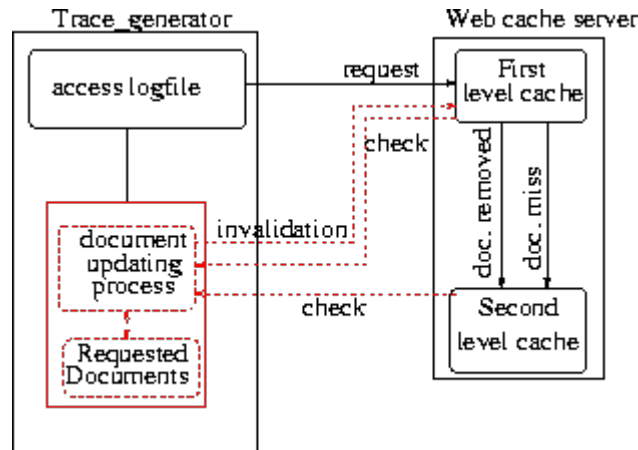 Trace_generator
Web cache server
access logfile
request
First
level cache
check
doc. removed
doc. miss
invalidation
document
updating
process
check
Second
level cache
Requested
Documents